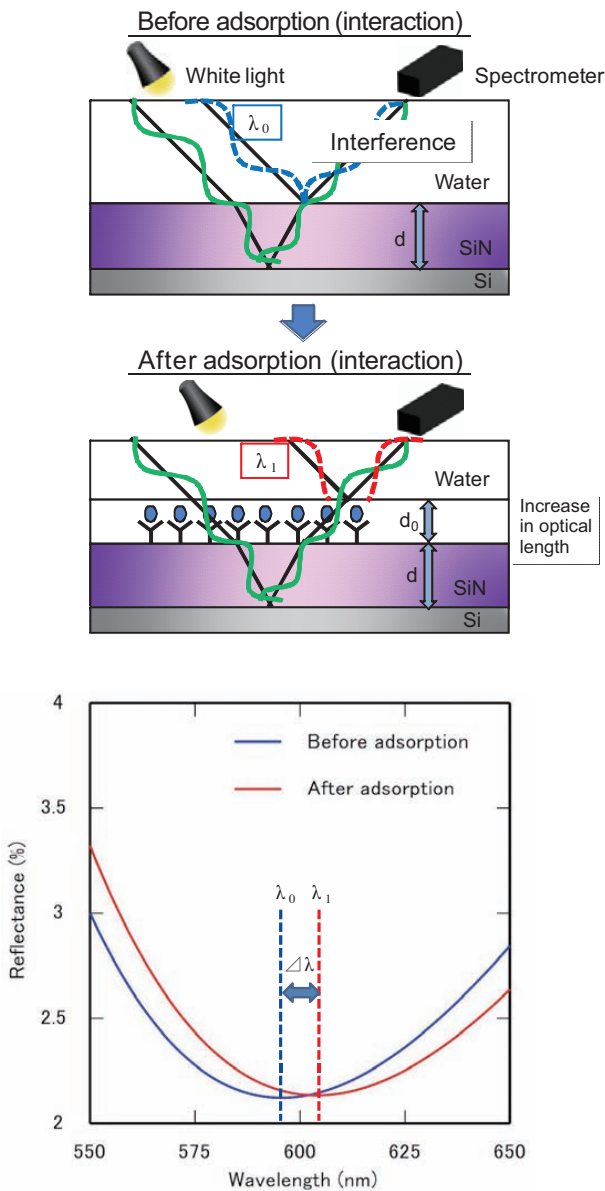 Before adsorption (interaction)
White light
Spectrometer
λ0
Interference
Water
d
SiN
Si
After adsorption (interaction)
λ1
Water
d0
Increase
in optical
length
d
SiN
Si
4
Before adsorption
After adsorption
3.5
Reflectance (%)
λ0 λ1
3
⊿λ
2.5
2
550 575 600 625 650
Wavelength (nm)